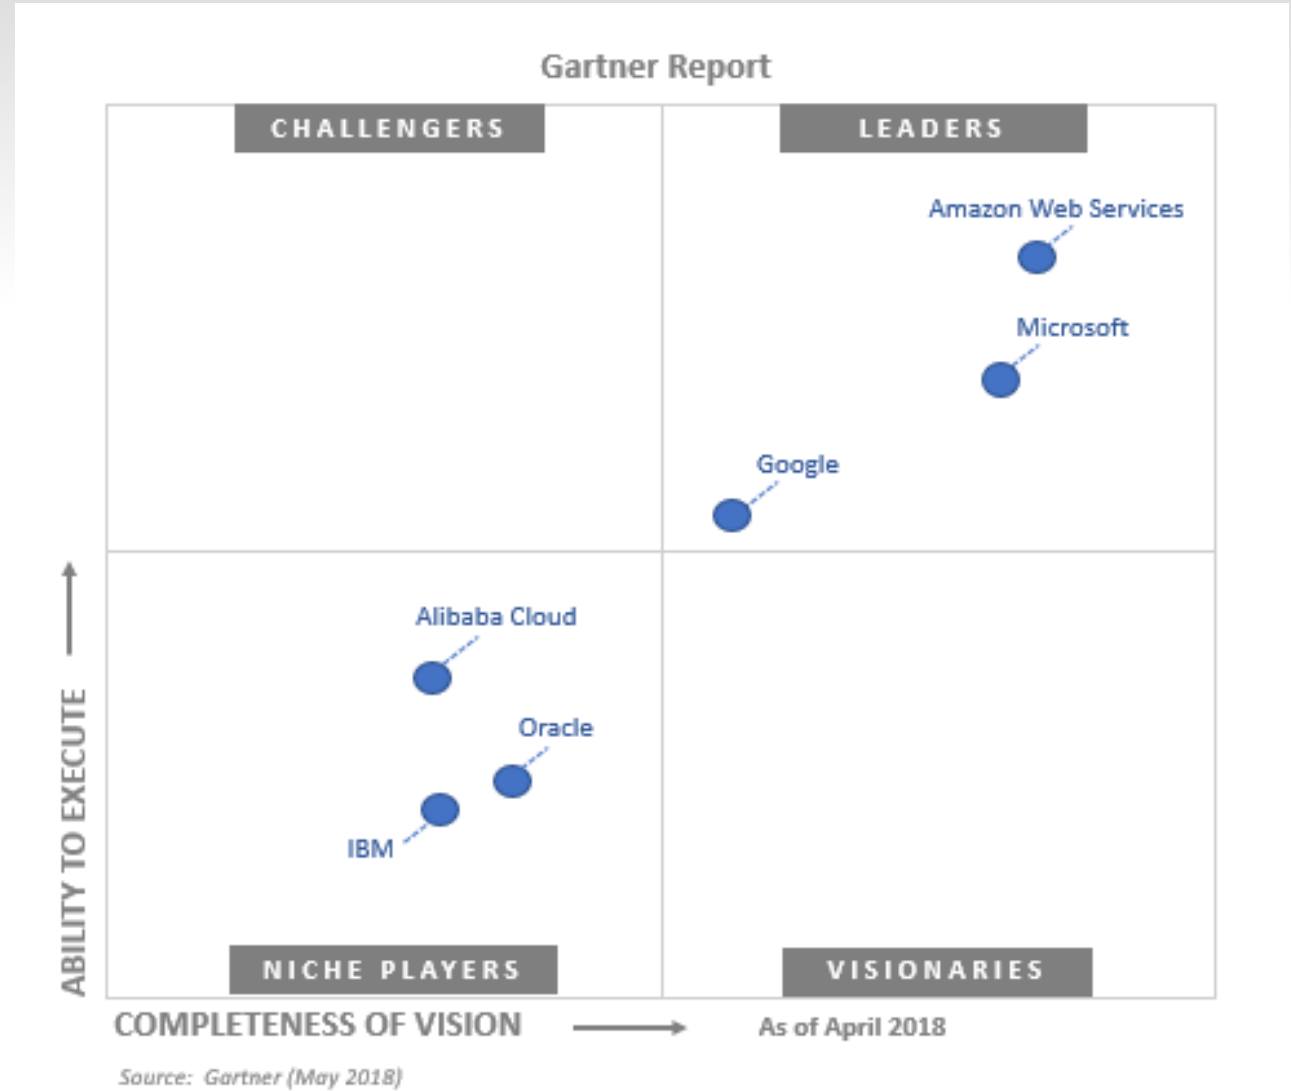 Gartner Report
CHALLENGERS
LEADERS
Amazon Web Services
Microsoft
Google
Alibaba Cloud
Oracle
IBM
ABILITY TO EXECUTE
NICHE PLAYERS
VISIONARIES
COMPLETENESS OF VISION
As of April 2018
Source: Gartner (May 2018)